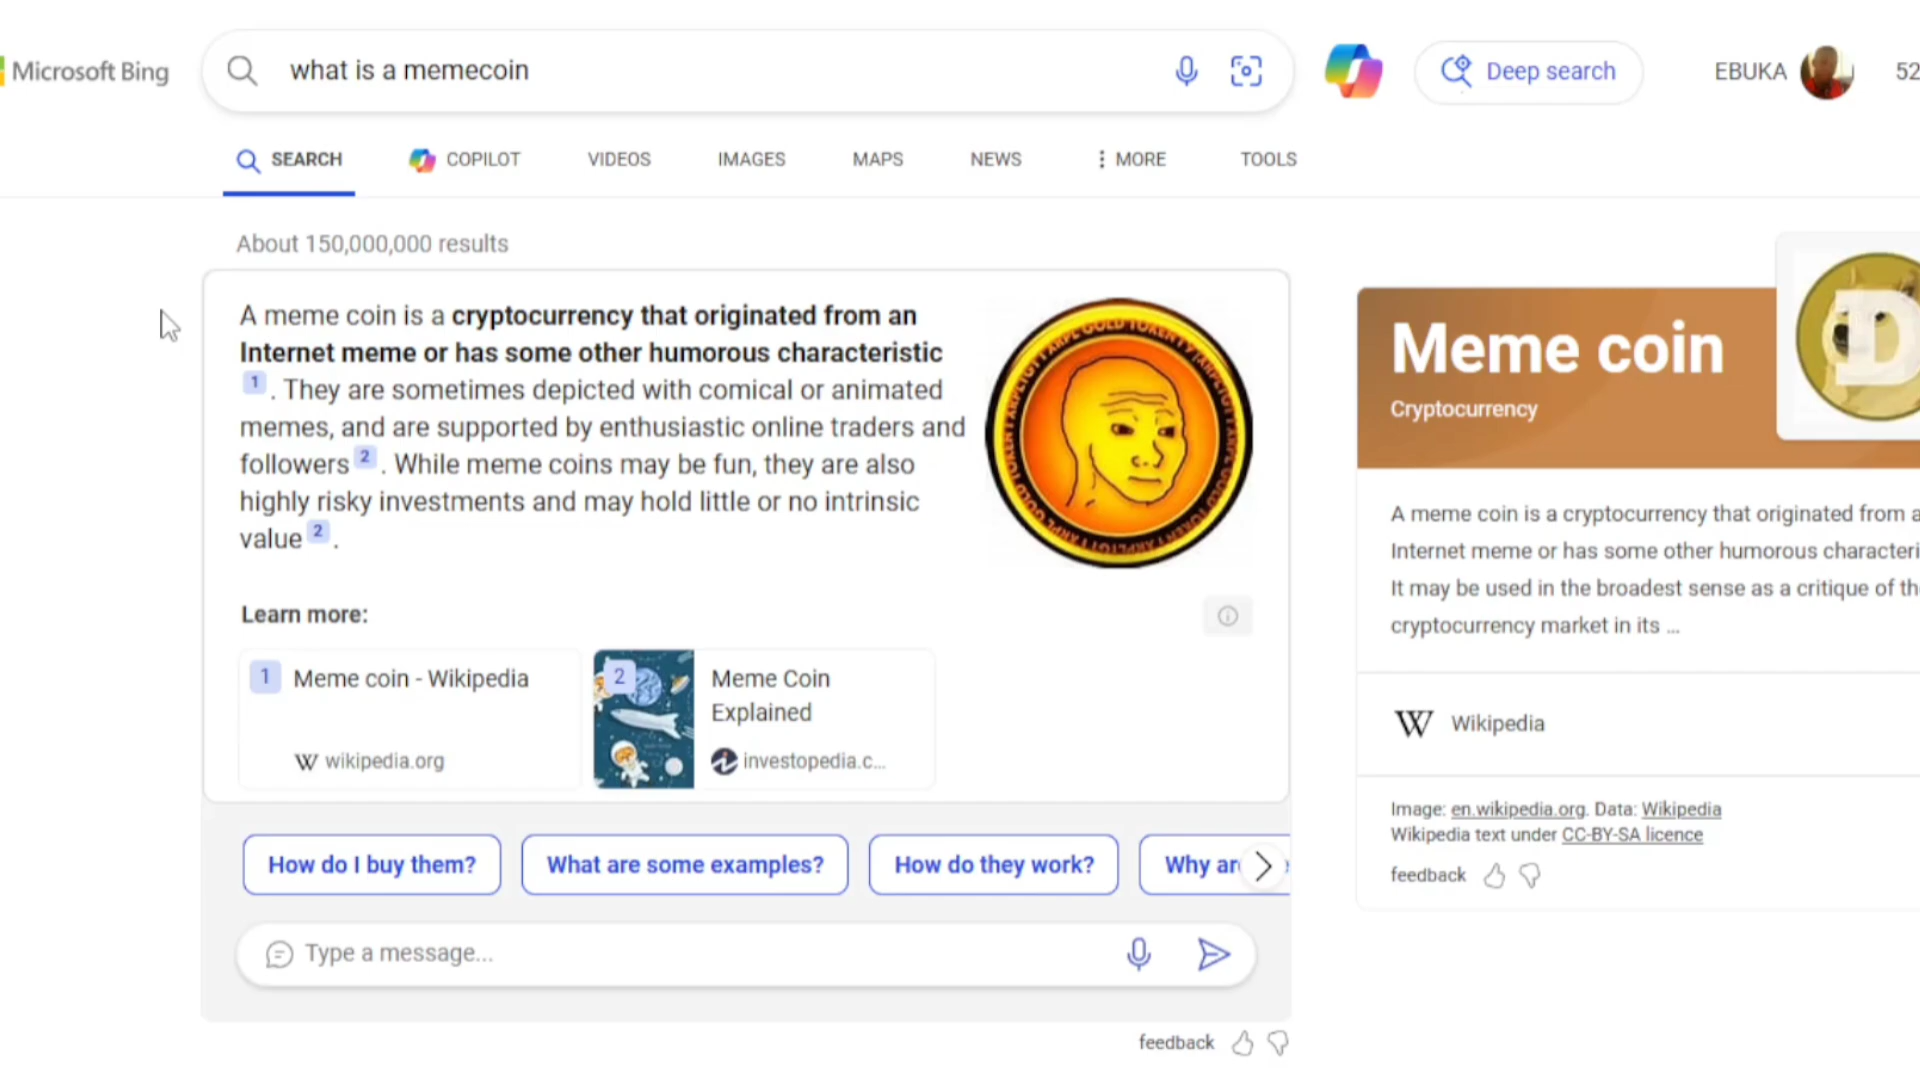 Microsoft Bing
what is a memecoin
Deep search
EBUKA
52
SEARCH
COPILOT
VIDEOS
IMAGES
MAPS
NEWS
MORE
TOOLS
About 150,000,000 results
A meme coin is a cryptocurrency that originated from an
Internet meme or has some other humorous characteristic
1 . They are sometimes depicted with comical or animated
memes, and are supported by enthusiastic online traders and
followers 2 . While meme coins may be fun, they are also
highly risky investments and may hold little or no intrinsic
value 2 .
Learn more:
1 Meme coin - Wikipedia
W wikipedia.org
2
Meme Coin
Explained
investopedia.c...
How do I buy them?
What are some examples?
How do they work?
Why
Type a message...
feedback
Meme coin
Cryptocurrency
D
A meme coin is a cryptocurrency that originated from a
Internet meme or has some other humorous characteri
It may be used in the broadest sense as a critique of th
cryptocurrency market in its ...
W Wikipedia
Image: en.wikipedia.org. Data: Wikipedia
Wikipedia text under CC-BY-SA licence
feedback